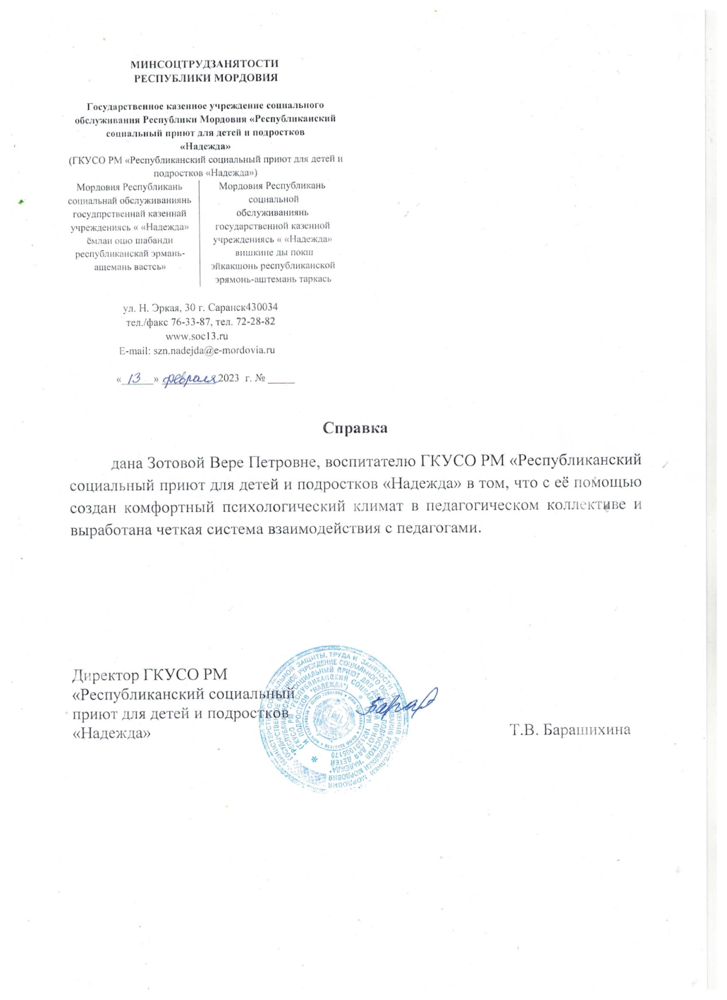 МИНСОЦТРУДЗАНЯТОСТИ
РЕСПУБЛИКИ МОРДОВИЯ
Государственное казенное учреждение социального
обслуживания Республики Мордовия «Республиканский
социальный приют для детей и подростков
«Надежда»
(ГКУСО РМ «Республиканский социальный приют для детей и
подростков «Надежда»)
Мордовия Республикань
социальнай обслуживаниянь
госудпрственнай казеннай
учреждениясь « «Надежда»
ёмлаи оцю шабанди
республиканскай эрмань-
ащемань вастсь»
Мордовия Республикань
социальной
обслуживаниянь
государственной казенной
учреждениясь « «Надежда»
вишкине ды покш
эйкакшонь республиканской
эрямонь-аштемань таркась
ул. Н. Эркая, 30 г. Саранск430034
тел./факс 76-33-87, тел. 72-28-82
www.soc13.ru
E-mail: szn.nadejda@e-mordovia.ru
« 13 » февраля 2023 г. № _____
Справка
дана Зотовой Вере Петровне, воспитателю ГКУСО РМ «Республиканский
социальный приют для детей и подростков «Надежда» в том, что с её помощью
создан комфортный психологический климат в педагогическом коллективе и
выработана четкая система взаимодействия с педагогами.
Директор ГКУСО РМ
«Республиканский социальный
приют для детей и подростков
«Надежда»
Т.В. Барашихина